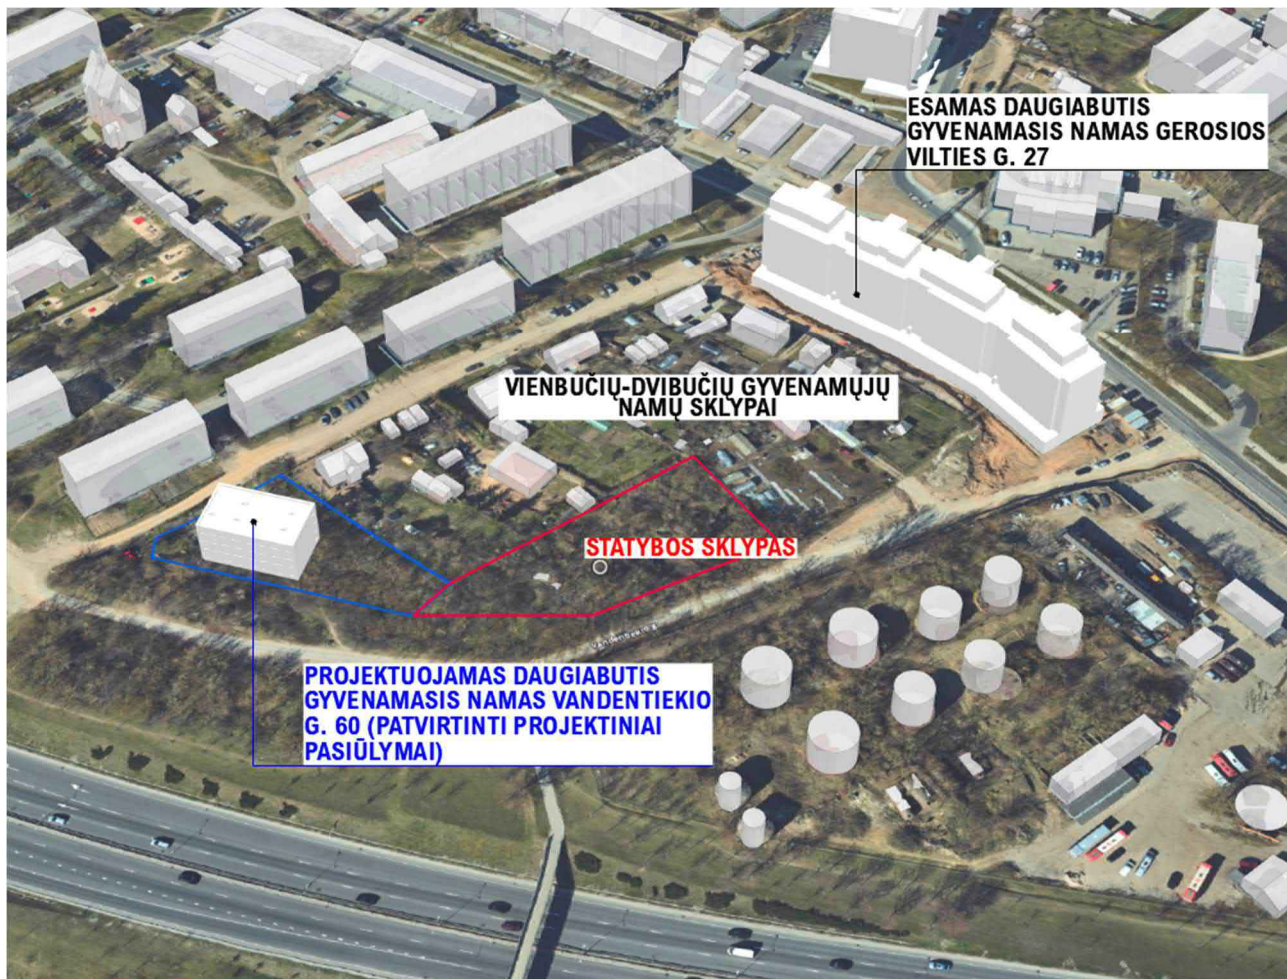 ESAMAS DAUGIABUTIS
GYVENAMASIS NAMAS GEROSIOS
VILTIES G. 27
VIENBUČIŲ-DVIBUČIŲ GYVENAMŲJŲ
NAMŲ SKLYPAI
STATYBOS SKLYPAS
Vandentiekio g.
PROJEKTUOJAMAS DAUGIABUTIS
GYVENAMASIS NAMAS VANDENTIEKIO
G. 60 (PATVIRTINTI PROJEKTINIAI
PASIŪLYMAI)